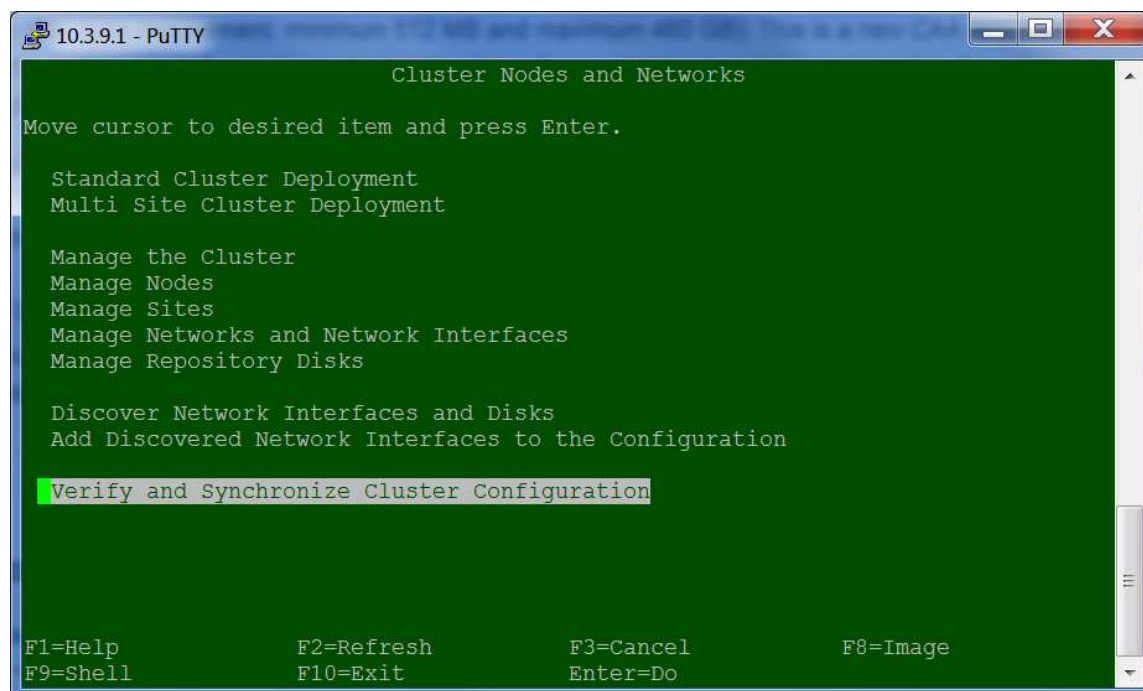 10.3.9.1 - PuTTY
Cluster Nodes and Networks
Move cursor to desired item and press Enter.
Standard Cluster Deployment
Multi Site Cluster Deployment
Manage the Cluster
Manage Nodes
Manage Sites
Manage Networks and Network Interfaces
Manage Repository Disks
Discover Network Interfaces and Disks
Add Discovered Network Interfaces to the Configuration
Verify and Synchronize Cluster Configuration
F1=Help F2=Refresh F3=Cancel F8=Image
F9=Shell F10=Exit Enter=Do